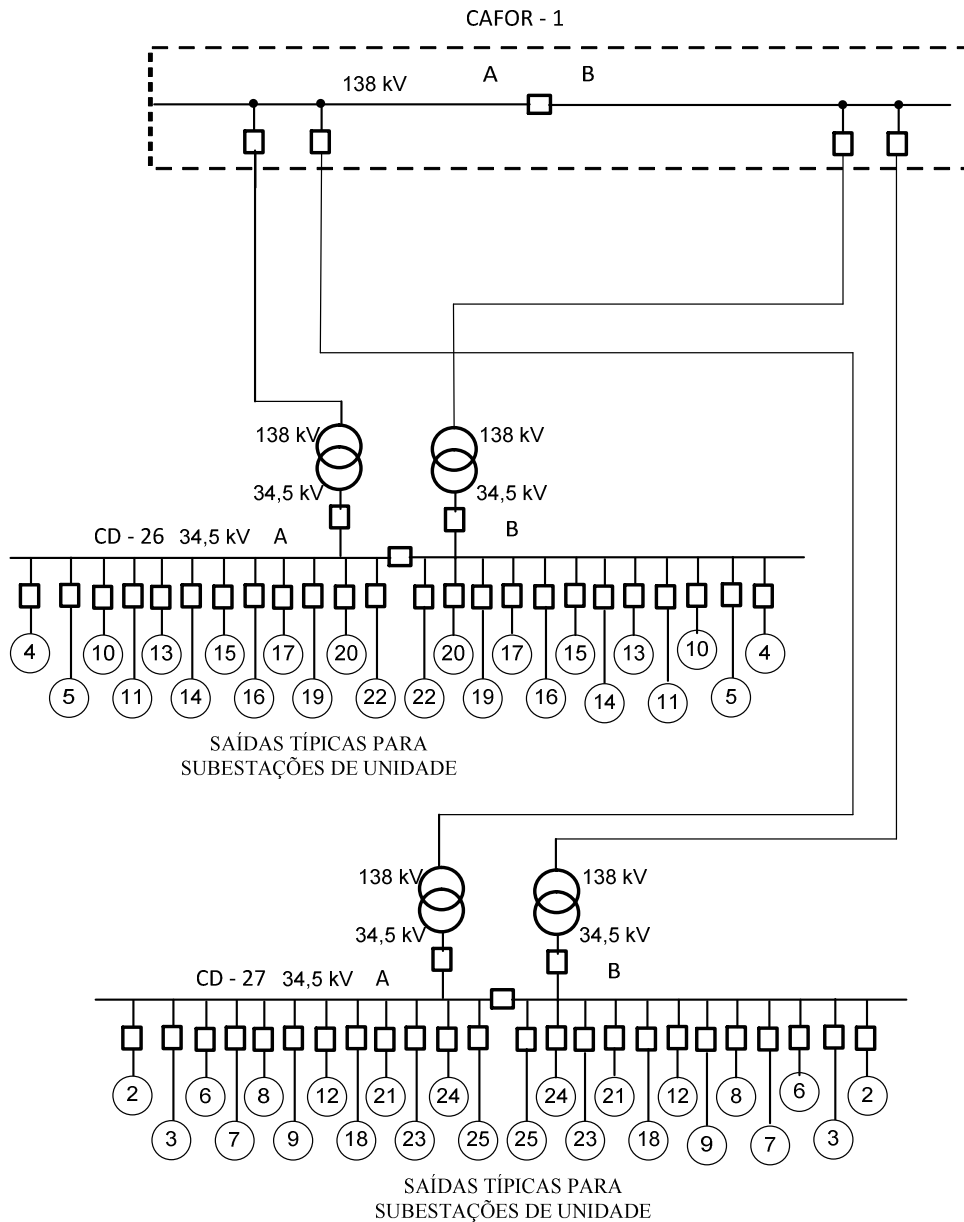 CAFOR - 1
138 kV A B
138 kV 138 kV
34,5 kV 34,5 kV
CD - 26 34,5 kV A B
4 10 13 15 17 20 20 17 15 13 10 4
5 11 14 16 19 22 22 19 16 14 11 5
SAÍDAS TÍPICAS PARA
SUBESTAÇÕES DE UNIDADE
138 kV 138 kV
34,5 kV 34,5 kV
CD - 27 34,5 kV A B
2 6 8 12 21 24 24 21 12 8 6 2
3 7 9 18 23 25 25 23 18 9 7 3
SAÍDAS TÍPICAS PARA
SUBESTAÇÕES DE UNIDADE